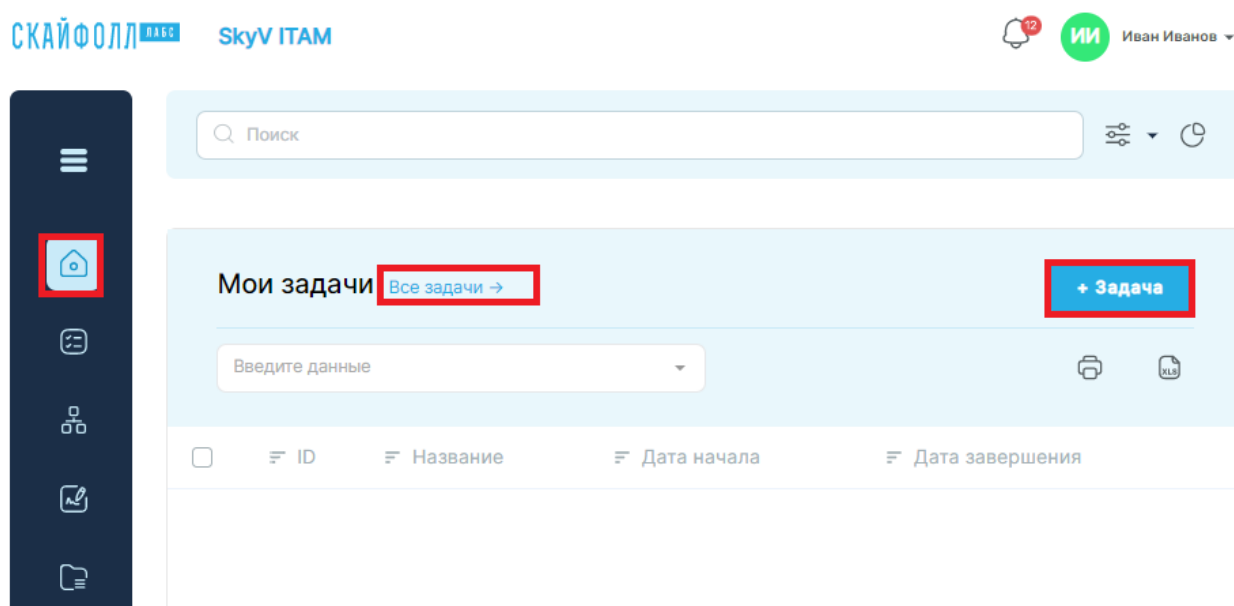 СКАЙФОЛЛ ЛАБС SkyV ITAM 12 ИИ Иван Иванов
Поиск
Мои задачи Все задачи → + Задача
Введите данные XLS
ID Название Дата начала Дата завершения